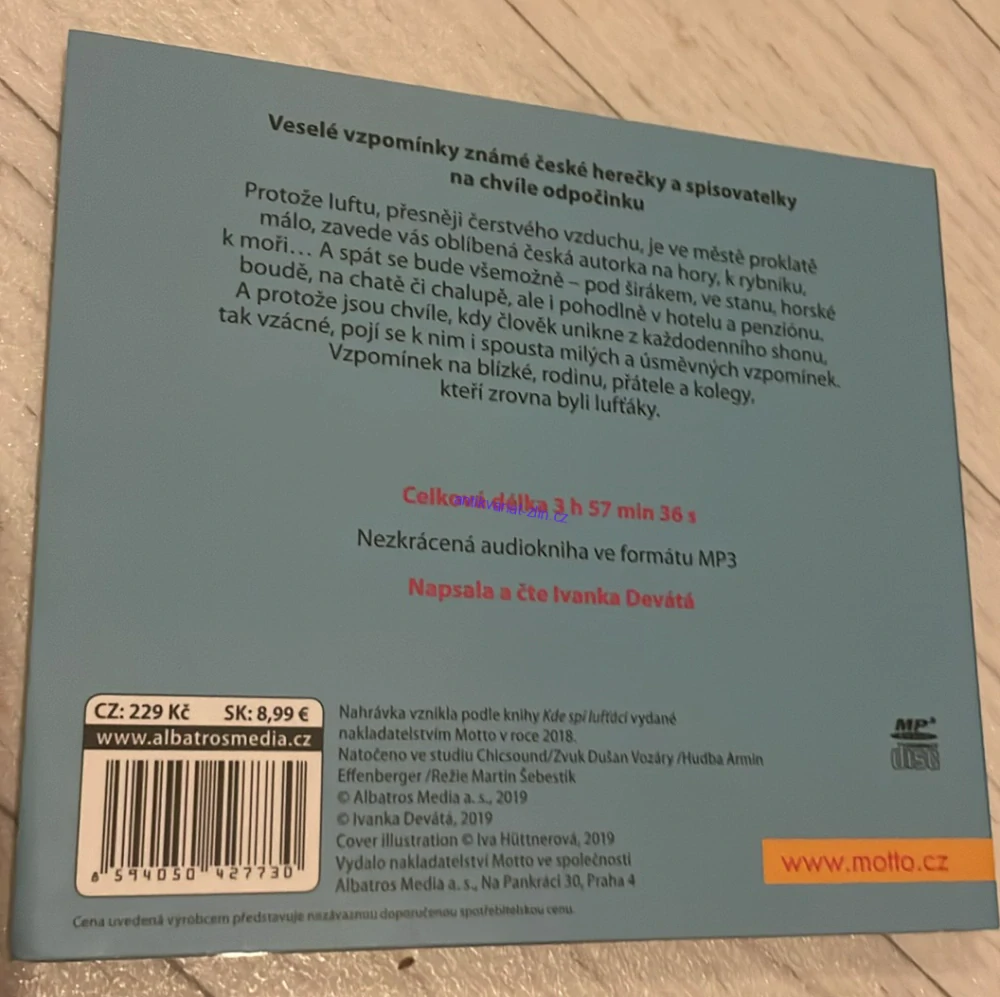 Veselé vzpomínky známé české herečky a spisovatelky
na chvíle odpočinku
Protože luftu, přesněji čerstvého vzduchu, je ve městě proklatě
málo, zavede vás oblíbená česká autorka na hory, k rybníku,
k moři... A spát se bude všemožně – pod širákem, ve stanu, horské
boudě, na chatě či chalupě, ale i pohodlně v hotelu a penziónu.
A protože jsou chvíle, kdy člověk unikne z každodenního shonu,
tak vzácné, pojí se k nim i spousta milých a úsměvných vzpomínek.
Vzpomínek na blízké, rodinu, přátele a kolegy,
kteří zrovna byli lufťáky.
Celková délka 3 h 57 min 36 s
antikvariat-zlin.cz
Nezkrácená audiokniha ve formátu MP3
Napsala a čte Ivanka Devátá
CZ: 229 Kč SK: 8,99 €
www.albatrosmedia.cz
8 594050 427730
Nahrávka vznikla podle knihy Kde spí lufťáci vydané
nakladatelstvím Motto v roce 2018.
Natočeno ve studiu Chicsound/Zvuk Dušan Vozáry /Hudba Armin
Effenberger /Režie Martin Šebestík
© Albatros Media a. s., 2019
© Ivanka Devátá, 2019
Cover illustration © Iva Hüttnerová, 2019
Vydalo nakladatelství Motto ve společnosti
Albatros Media a. s., Na Pankráci 30, Praha 4
MP3
disc
www.motto.cz
Cena uvedená výrobcem představuje nezávaznou doporučenou spotřebitelskou cenu.